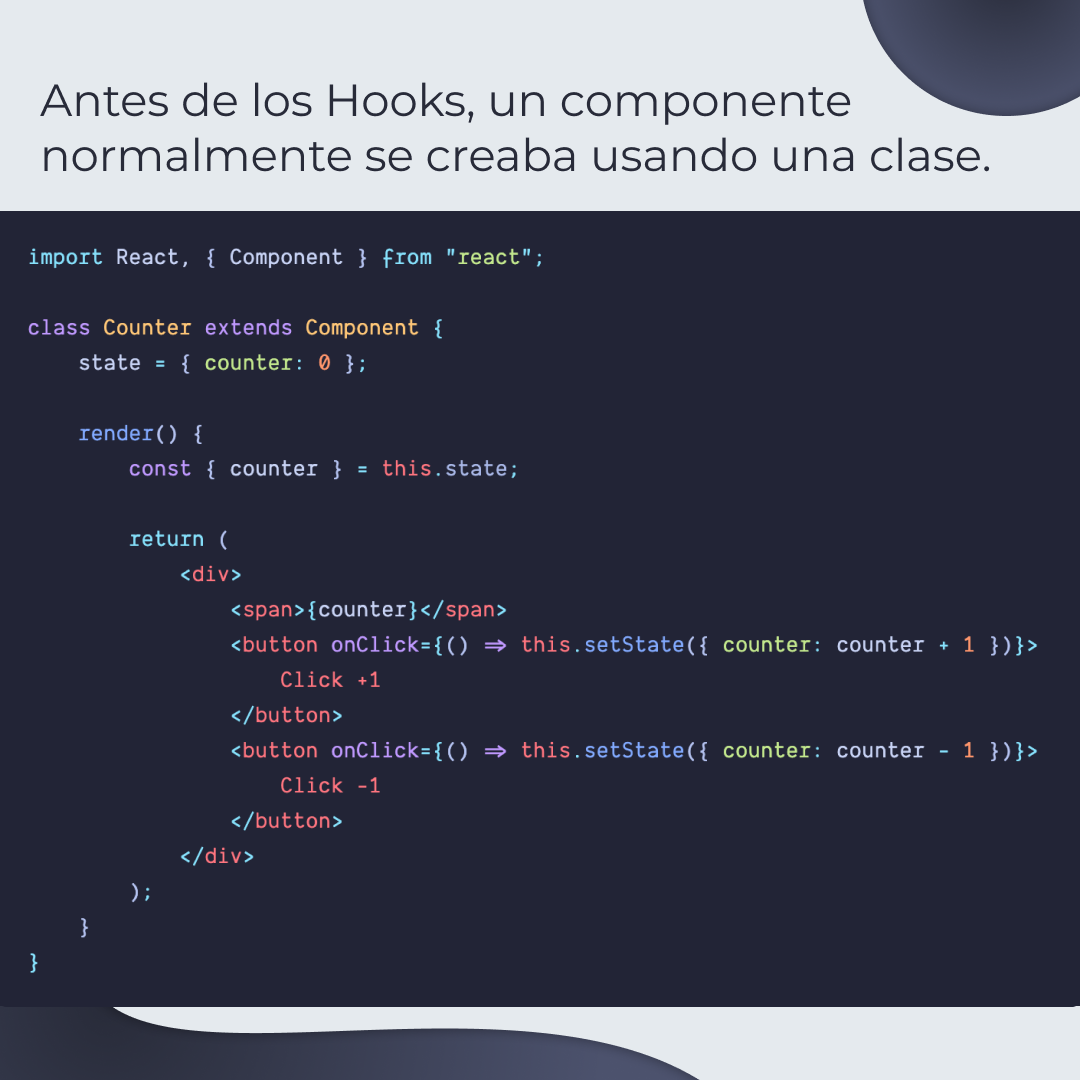 Antes de los Hooks, un componente
normalmente se creaba usando una clase.
import React, { Component } from "react";
class Counter extends Component {
    state = { counter: 0 };
    render() {
        const { counter } = this.state;
        return (
            <div>
                <span>{counter}</span>
                <button onClick={() => this.setState({ counter: counter + 1 })}>
                    Click +1
                </button>
                <button onClick={() => this.setState({ counter: counter - 1 })}>
                    Click -1
                </button>
            </div>
        );
    }
}